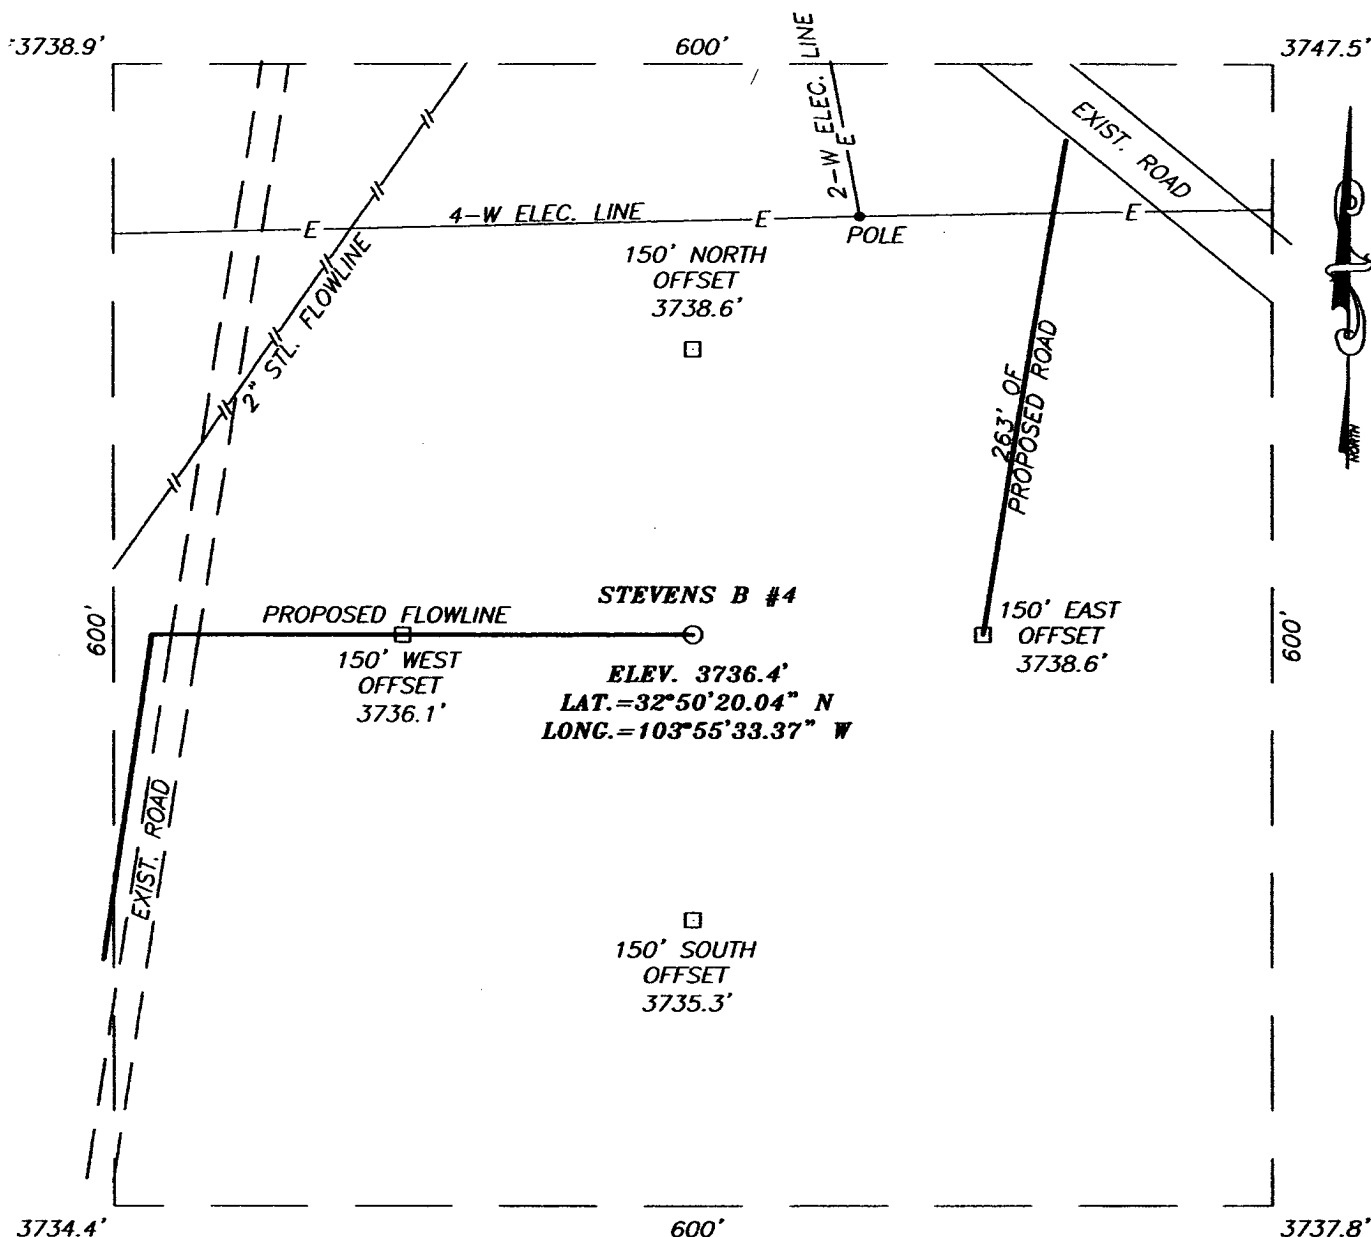 3738.9'
600'
3747.5'
2-W ELEC. LINE
E
EXIST. ROAD
4-W ELEC. LINE
E
E
E
POLE
150' NORTH
OFFSET
3738.6'
2" STL. FLOWLINE
263' OF
PROPOSED ROAD
NORTH
STEVENS B #4
PROPOSED FLOWLINE
600'
150' WEST
OFFSET
3736.1'
ELEV. 3736.4'
LAT.=32°50'20.04" N
LONG.=103°55'33.37" W
150' EAST
OFFSET
3738.6'
600'
EXIST. ROAD
150' SOUTH
OFFSET
3735.3'
3734.4'
600'
3737.8'